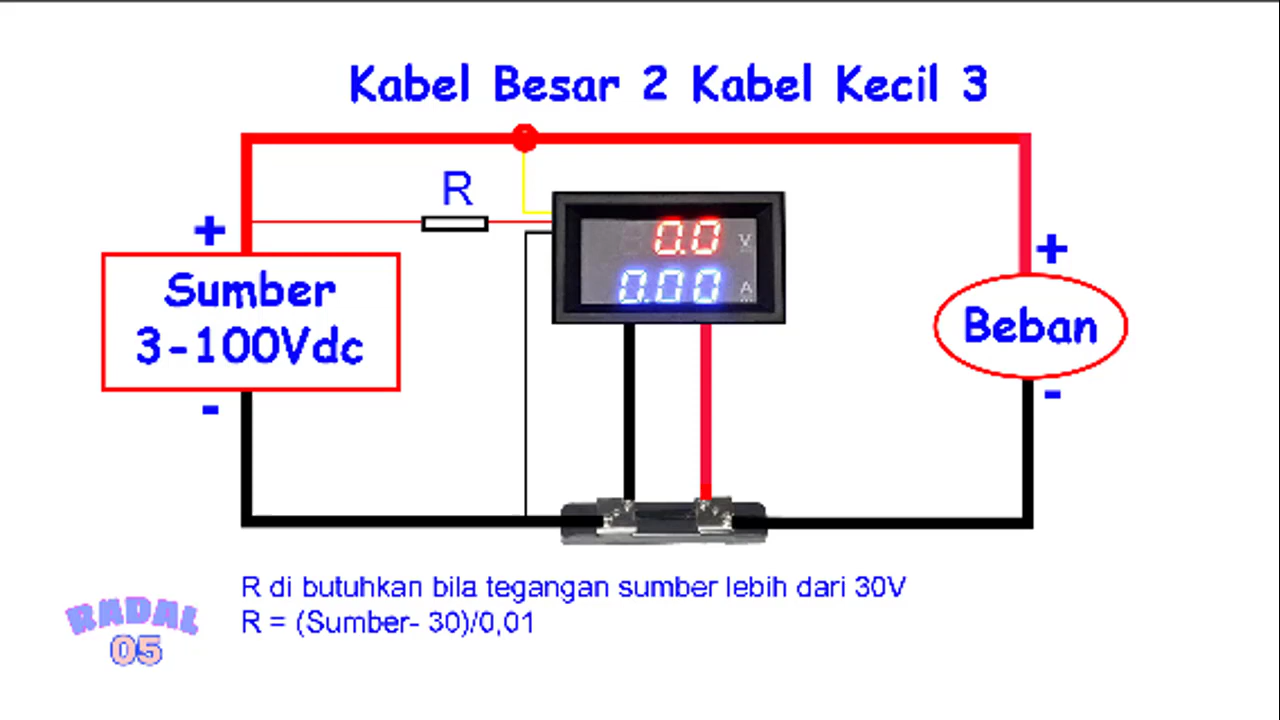 Kabel Besar 2 Kabel Kecil 3
R
+
+
0.0 V
Sumber
3-100Vdc
0.00 A
Beban
-
-
R di butuhkan bila tegangan sumber lebih dari 30V
R = (Sumber- 30)/0,01
RADAL
05